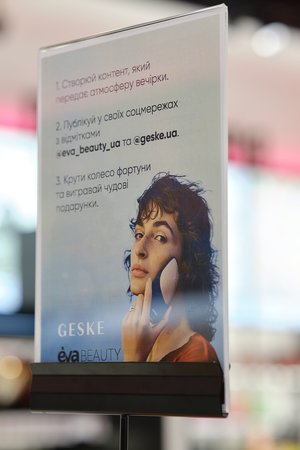 1. Створюй контент, який
передає атмосферу вечірки.
2. Публікуй у своїх соцмережах
з відмітками
@eva_beauty_ua та @geske.ua.
3. Крути колесо фортуни
та вигравай чудові
подарунки.
GESKE
èva BEAUTY